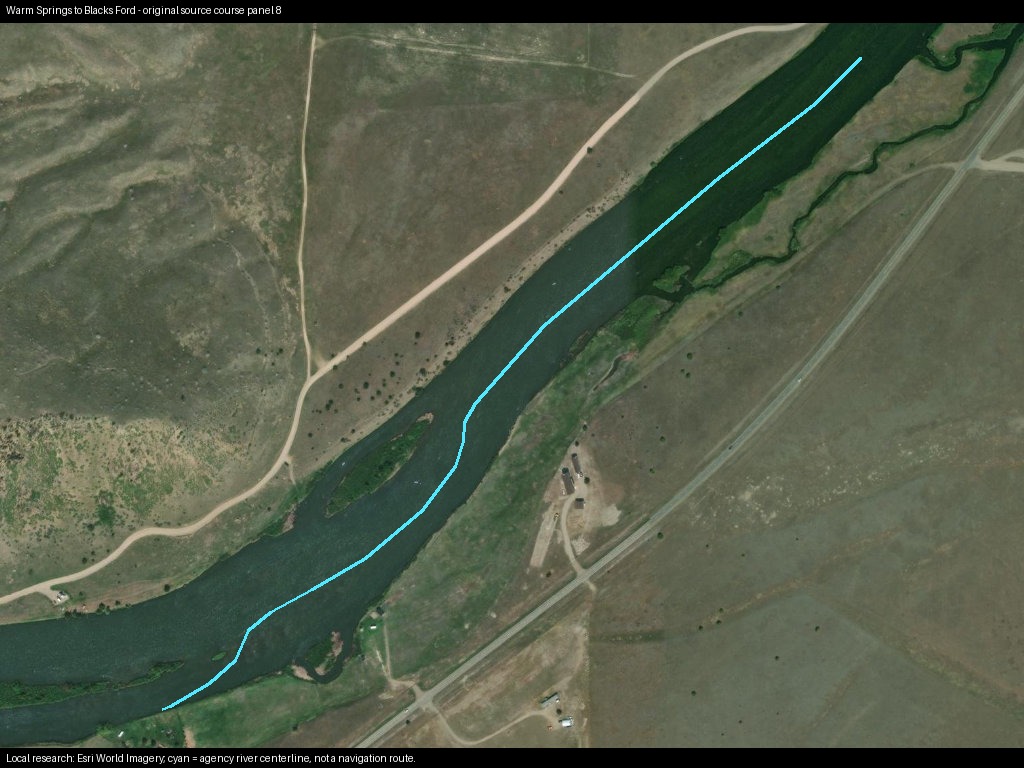 Warm Springs to Blacks Ford - original source course panel 8
Local research: Esri World Imagery; cyan = agency river centerline, not a navigation route.